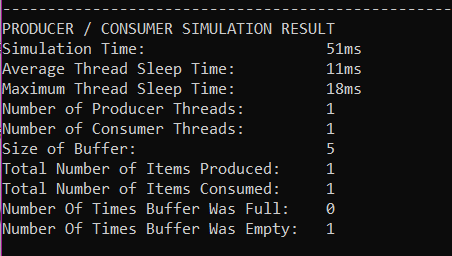 PRODUCER / CONSUMER SIMULATION RESULT
Simulation Time: 51ms
Average Thread Sleep Time: 11ms
Maximum Thread Sleep Time: 18ms
Number of Producer Threads: 1
Number of Consumer Threads: 1
Size of Buffer: 5
Total Number of Items Produced: 1
Total Number of Items Consumed: 1
Number Of Times Buffer Was Full: 0
Number Of Times Buffer Was Empty: 1